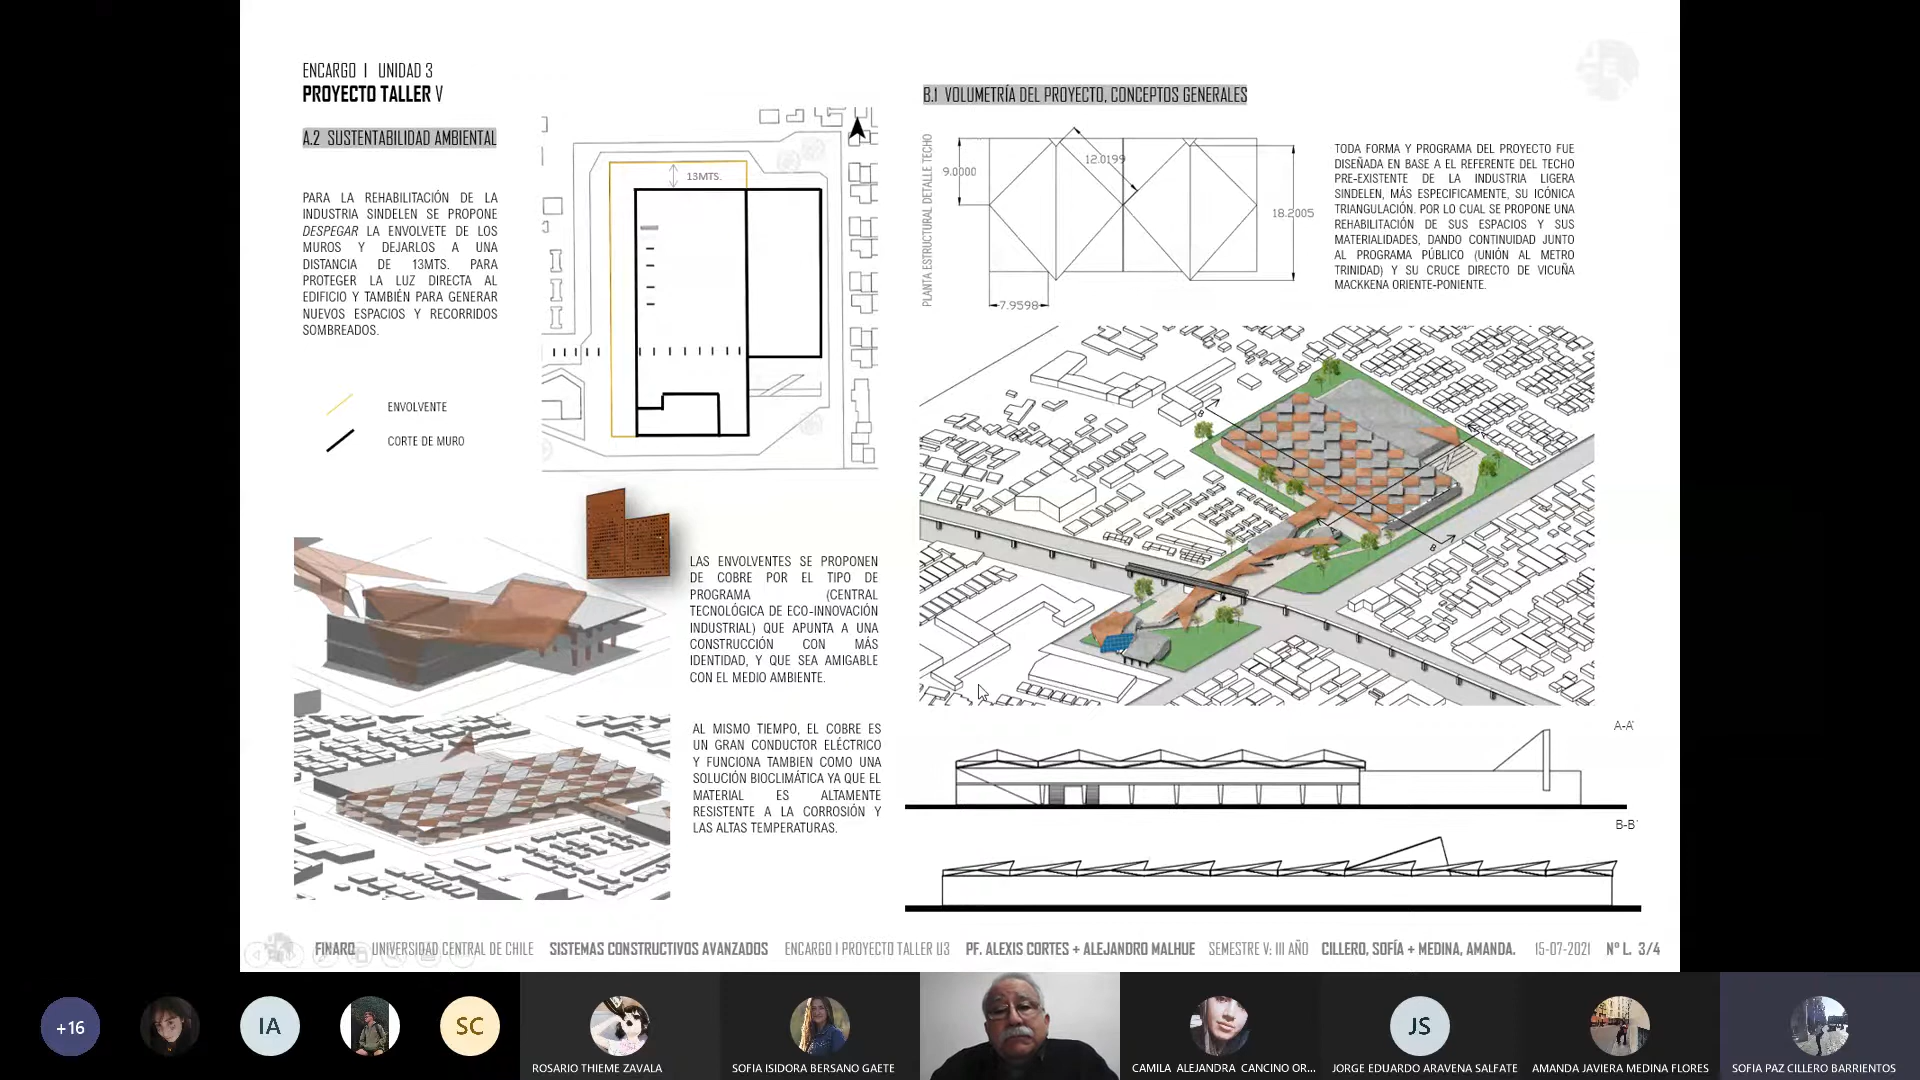 ENCARGO I UNIDAD 3
PROYECTO TALLER V
A.2 SUSTENTABILIDAD AMBIENTAL
PARA LA REHABILITACIÓN DE LA
INDUSTRIA SINDELEN SE PROPONE
DESPEGAR LA ENVOLVETE DE LOS
MUROS Y DEJARLOS A UNA
DISTANCIA DE 13MTS. PARA
PROTEGER LA LUZ DIRECTA AL
EDIFICIO Y TAMBIÉN PARA GENERAR
NUEVOS ESPACIOS Y RECORRIDOS
SOMBREADOS.
ENVOLVENTE
CORTE DE MURO
13MTS.
LAS ENVOLVENTES SE PROPONEN
DE COBRE POR EL TIPO DE
PROGRAMA (CENTRAL
TECNOLÓGICA DE ECO-INNOVACIÓN
INDUSTRIAL) QUE APUNTA A UNA
CONSTRUCCIÓN CON MÁS
IDENTIDAD, Y QUE SEA AMIGABLE
CON EL MEDIO AMBIENTE.
AL MISMO TIEMPO, EL COBRE ES
UN GRAN CONDUCTOR ELÉCTRICO
Y FUNCIONA TAMBIEN COMO UNA
SOLUCIÓN BIOCLIMÁTICA YA QUE EL
MATERIAL ES ALTAMENTE
RESISTENTE A LA CORROSIÓN Y
LAS ALTAS TEMPERATURAS.
B.1 VOLUMETRÍA DEL PROYECTO, CONCEPTOS GENERALES
PLANTA ESTRUCTURAL DETALLE TECHO
9.0000
12.0199
18.2005
7.9598
TODA FORMA Y PROGRAMA DEL PROYECTO FUE
DISEÑADA EN BASE A EL REFERENTE DEL TECHO
PRE-EXISTENTE DE LA INDUSTRIA LIGERA
SINDELEN, MÁS ESPECIFICAMENTE, SU ICÓNICA
TRIANGULACIÓN. POR LO CUAL SE PROPONE UNA
REHABILITACIÓN DE SUS ESPACIOS Y SUS
MATERIALIDADES, DANDO CONTINUIDAD JUNTO
AL PROGRAMA PÚBLICO (UNIÓN AL METRO
TRINIDAD) Y SU CRUCE DIRECTO DE VICUÑA
MACKKENA ORIENTE-PONIENTE.
B
B
A-A'
B-B'
FINARQ UNIVERSIDAD CENTRAL DE CHILE SISTEMAS CONSTRUCTIVOS AVANZADOS ENCARGO I PROYECTO TALLER U3 PF. ALEXIS CORTES + ALEJANDRO MALHUE SEMESTRE V: III AÑO CILLERO, SOFÍA + MEDINA, AMANDA. 15-07-2021 N° L. 3/4
+16
IA
SC
JS
ROSARIO THIEME ZAVALA
SOFIA ISIDORA BERSANO GAETE
CAMILA ALEJANDRA CANCINO OR...
JORGE EDUARDO ARAVENA SALFATE
AMANDA JAVIERA MEDINA FLORES
SOFIA PAZ CILLERO BARRIENTOS